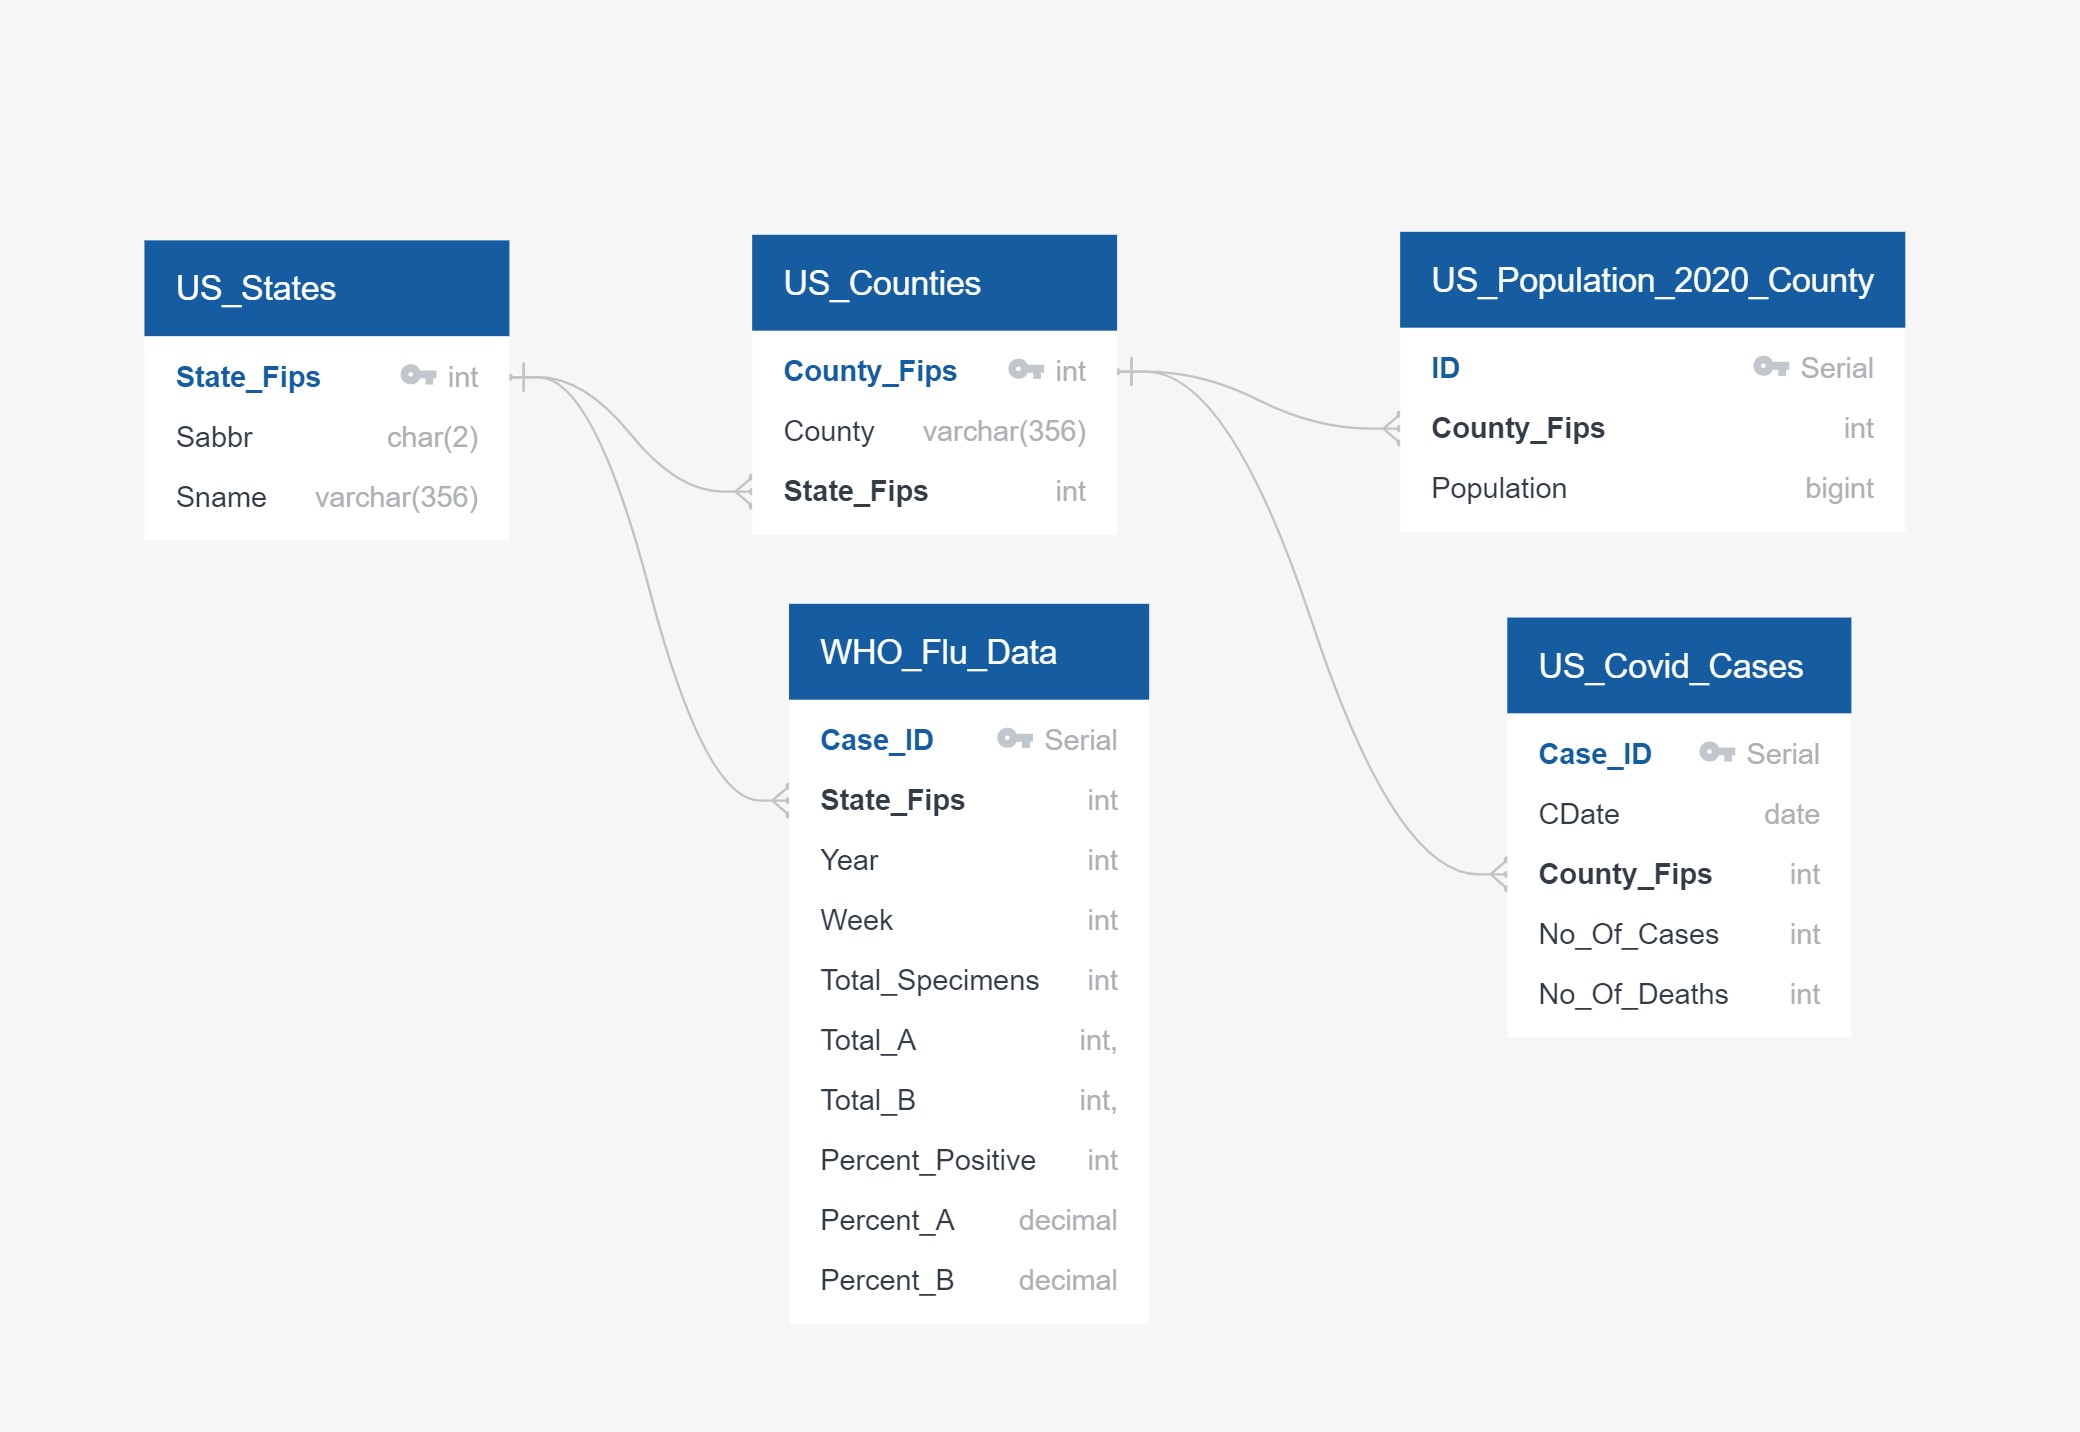 US_States
State_Fips int
Sabbr char(2)
Sname varchar(356)
US_Counties
County_Fips int
County varchar(356)
State_Fips int
US_Population_2020_County
ID Serial
County_Fips int
Population bigint
WHO_Flu_Data
Case_ID Serial
State_Fips int
Year int
Week int
Total_Specimens int
Total_A int,
Total_B int,
Percent_Positive int
Percent_A decimal
Percent_B decimal
US_Covid_Cases
Case_ID Serial
CDate date
County_Fips int
No_Of_Cases int
No_Of_Deaths int